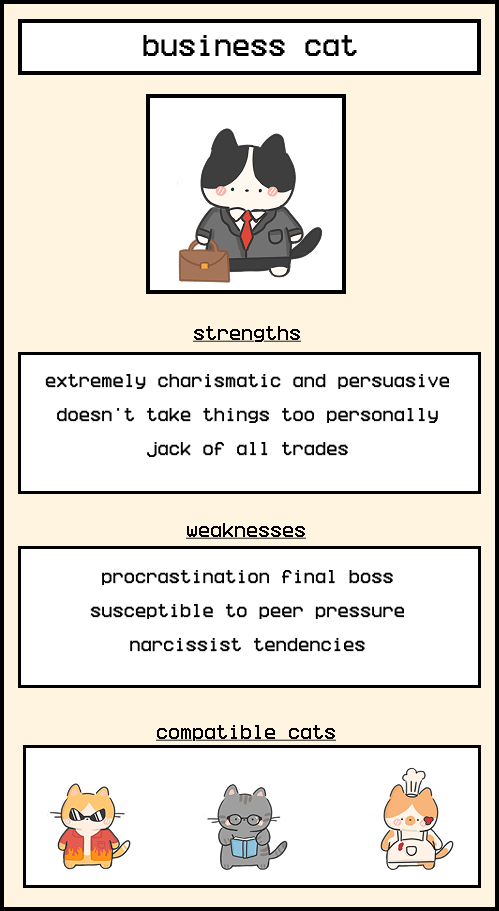 business cat
strengths
extremely charismatic and persuasive
doesn't take things too personally
jack of all trades
weaknesses
procrastination final boss
susceptible to peer pressure
narcissist tendencies
compatible cats